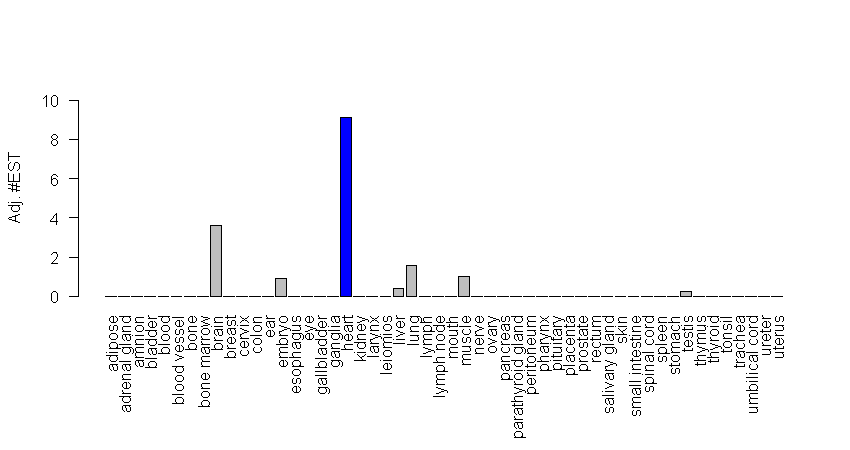 Adj. #EST
10
8
6
4
2
0
adipose
adrenal gland
amnion
bladder
blood
blood vessel
bone
bone marrow
brain
breast
cervix
colon
ear
embryo
esophagus
eye
gallbladder
ganglia
heart
kidney
larynx
leiomios
liver
lung
lymph
lymph node
mouth
muscle
nerve
ovary
pancreas
parathyroid gland
peritoneum
pharynx
pituitary
placenta
prostate
rectum
salivary gland
skin
small intestine
spinal cord
spleen
stomach
testis
thymus
thyroid
tonsil
trachea
umbilical cord
ureter
uterus